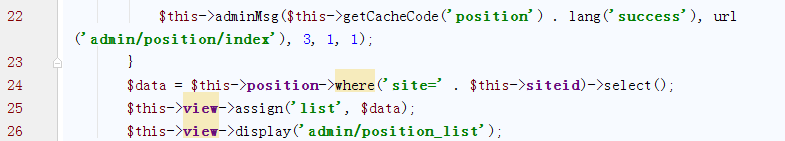 22 $this->adminMsg($this->getCacheCode('position') . lang('success'), url
('admin/position/index'), 3, 1, 1);
23 }
24 $data = $this->position->where('site=' . $this->siteid)->select();
25 $this->view->assign('list', $data);
26 $this->view->display('admin/position_list');